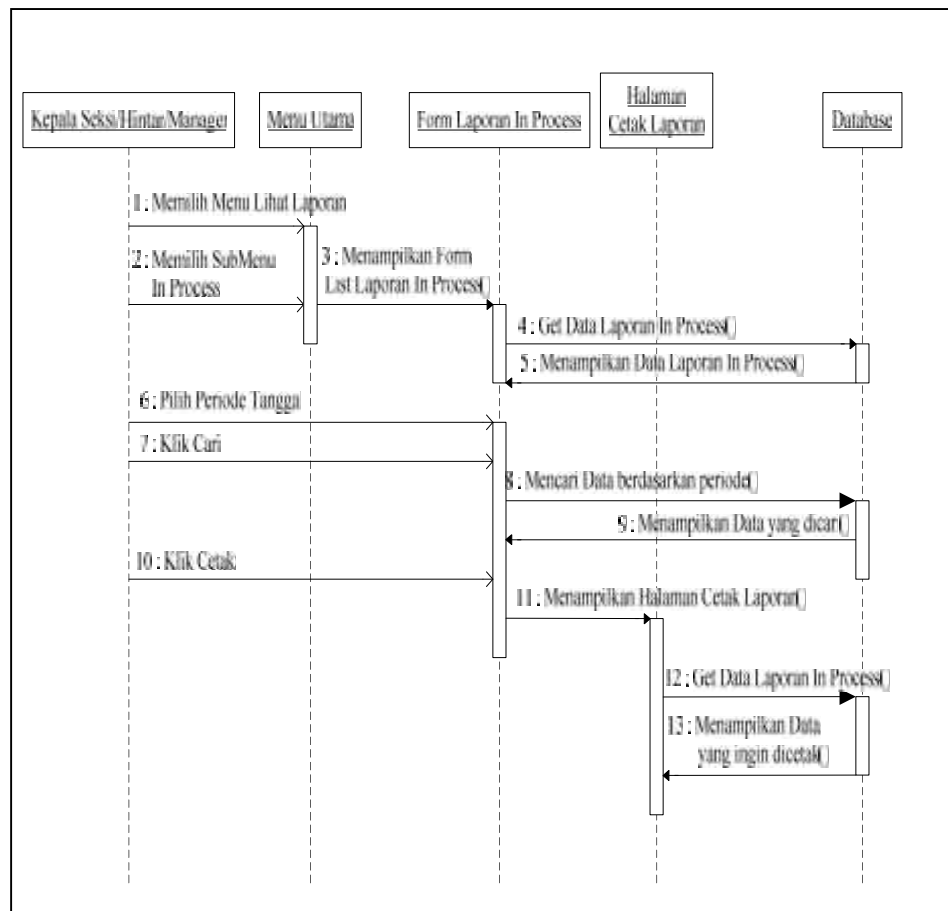 Kepala Seksi/Hintar/Manager
Menu Utama
Form Laporan In Process
Halaman
Cetak Laporan
Database
1 : Memilih Menu Lihat Laporan
2 : Memilih SubMenu
In Process
3 : Menampilkan Form
List Laporan In Process()
4 : Get Data Laporan In Process()
5 : Menampilkan Data Laporan In Process()
6 : Pilih Periode Tangga
7 : Klik Cari
8 : Mencari Data berdasarkan periode()
9 : Menampilkan Data yang dicari()
10 : Klik Cetak
11 : Menampilkan Halaman Cetak Laporan()
12 : Get Data Laporan In Process()
13 : Menampilkan Data
yang ingin dicetak()